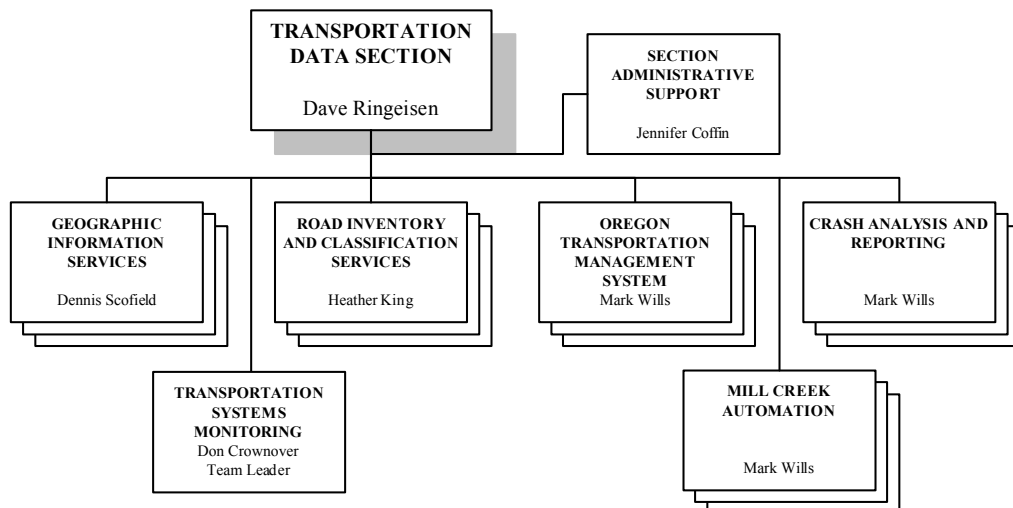 TRANSPORTATION
DATA SECTION
Dave Ringeisen
SECTION
ADMINISTRATIVE
SUPPORT
Jennifer Coffin
GEOGRAPHIC
INFORMATION
SERVICES
Dennis Scofield
ROAD INVENTORY
AND CLASSIFICATION
SERVICES
Heather King
OREGON
TRANSPORTATION
MANAGEMENT
SYSTEM
Mark Wills
CRASH ANALYSIS AND
REPORTING
Mark Wills
TRANSPORTATION
SYSTEMS
MONITORING
Don Crownover
Team Leader
MILL CREEK
AUTOMATION
Mark Wills